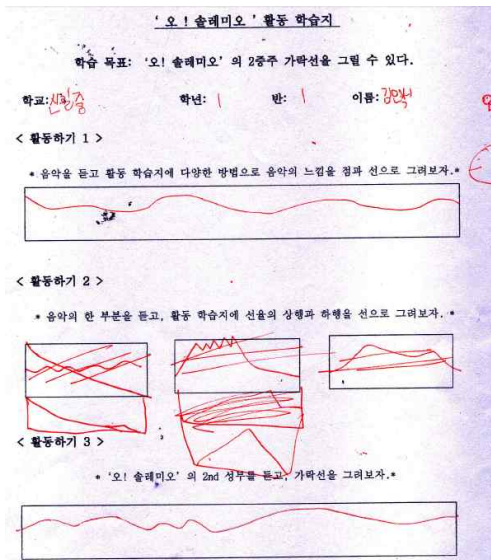 ' 오 ! 솔레미오 ' 활동 학습지
학습 목표: '오! 솔레미오' 의 2중주 가락선을 그릴 수 있다.
학교: 신길중 학년: 1 반: 1 이름:
< 활동하기 1 >
* 음악을 듣고 활동 학습지에 다양한 방법으로 음악의 느낌을 점과 선으로 그려보자.*
< 활동하기 2 >
* 음악의 한 부분을 듣고, 활동 학습지에 선율의 상행과 하행을 선으로 그려보자. *
< 활동하기 3 >
* '오! 솔레미오' 의 2nd 성부를 듣고, 가락선을 그려보자.*